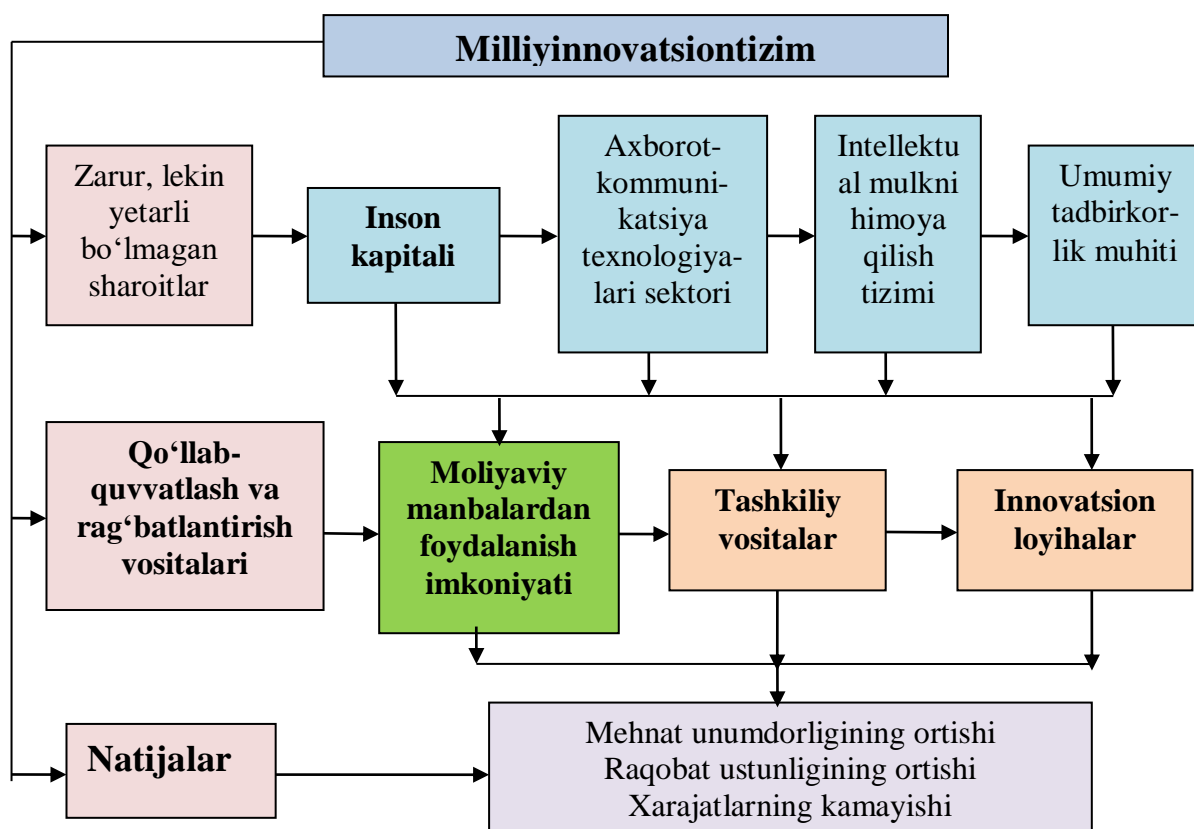 Milliyinnovatsiontizim
Zarur, lekin
yetarli
bo‘lmagan
sharoitlar
Inson
kapitali
Axborot-
kommuni-
katsiya
texnologiya-
lari sektori
Intellektu
al mulkni
himoya
qilish
tizimi
Umumiy
tadbirkor-
lik muhiti
Qo‘llab-
quvvatlash va
rag‘batlantirish
vositalari
Moliyaviy
manbalardan
foydalanish
imkoniyati
Tashkiliy
vositalar
Innovatsion
loyihalar
Natijalar
Mehnat unumdorligining ortishi
Raqobat ustunligining ortishi
Xarajatlarning kamayishi